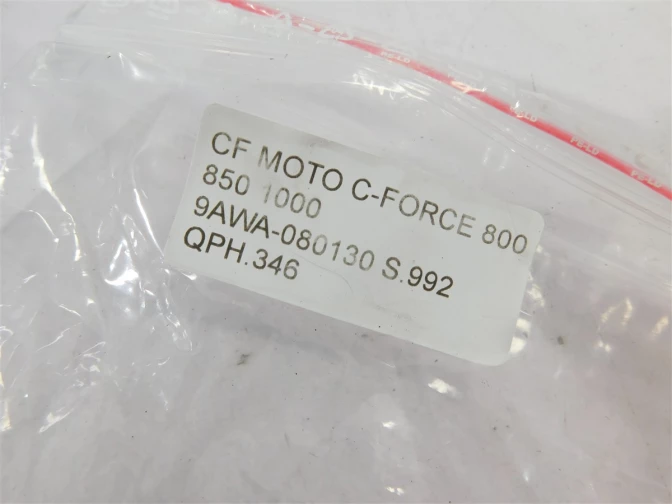 CF MOTO C-FORCE 800
850 1000
9AWA-080130 S.992
QPH.346